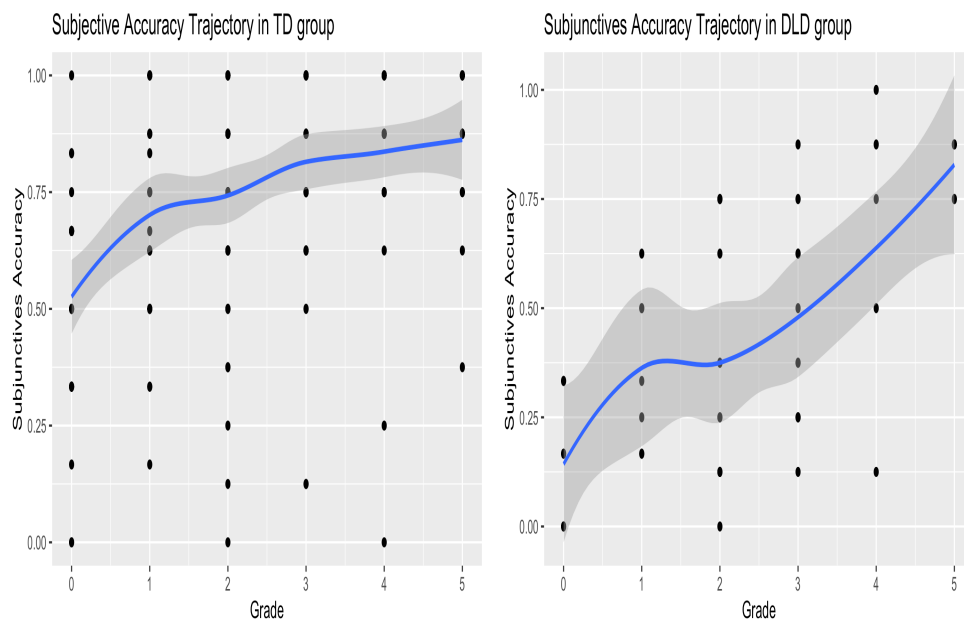 Subjective Accuracy Trajectory in TD group
Subjunctives Accuracy
1.00
0.75
0.50
0.25
0.00
0 1 2 3 4 5
Grade
Subjunctives Accuracy Trajectory in DLD group
Subjunctives Accuracy
1.00
0.75
0.50
0.25
0.00
0 1 2 3 4 5
Grade